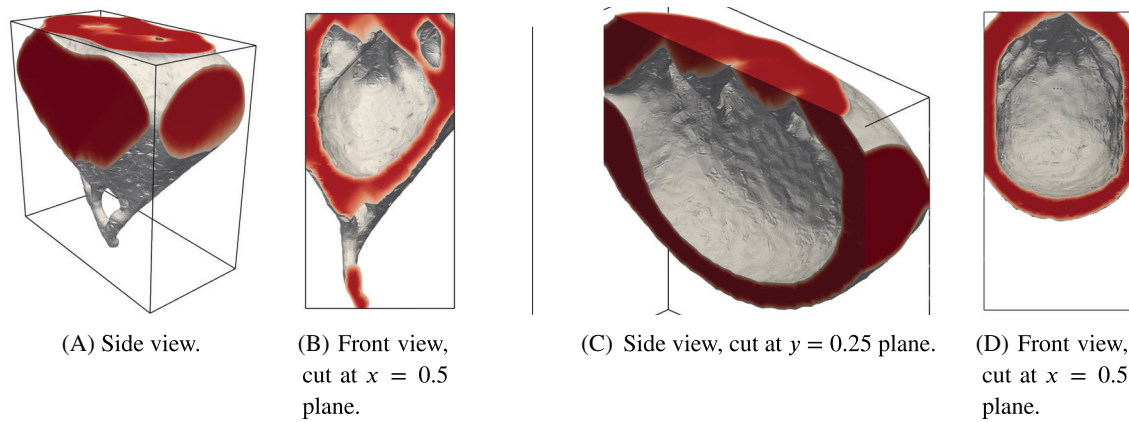 (A) Side view.
(B) Front view,
cut at x = 0.5
plane.
(C) Side view, cut at y = 0.25 plane.
(D) Front view,
cut at x = 0.5
plane.